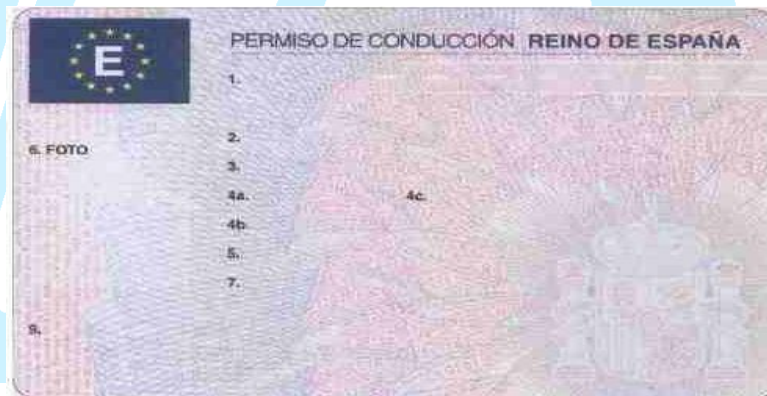 E
PERMISO DE CONDUCCIÓN REINO DE ESPAÑA
1.
2.
6. FOTO
3.
4a. 4c.
4b.
5.
7.
9.